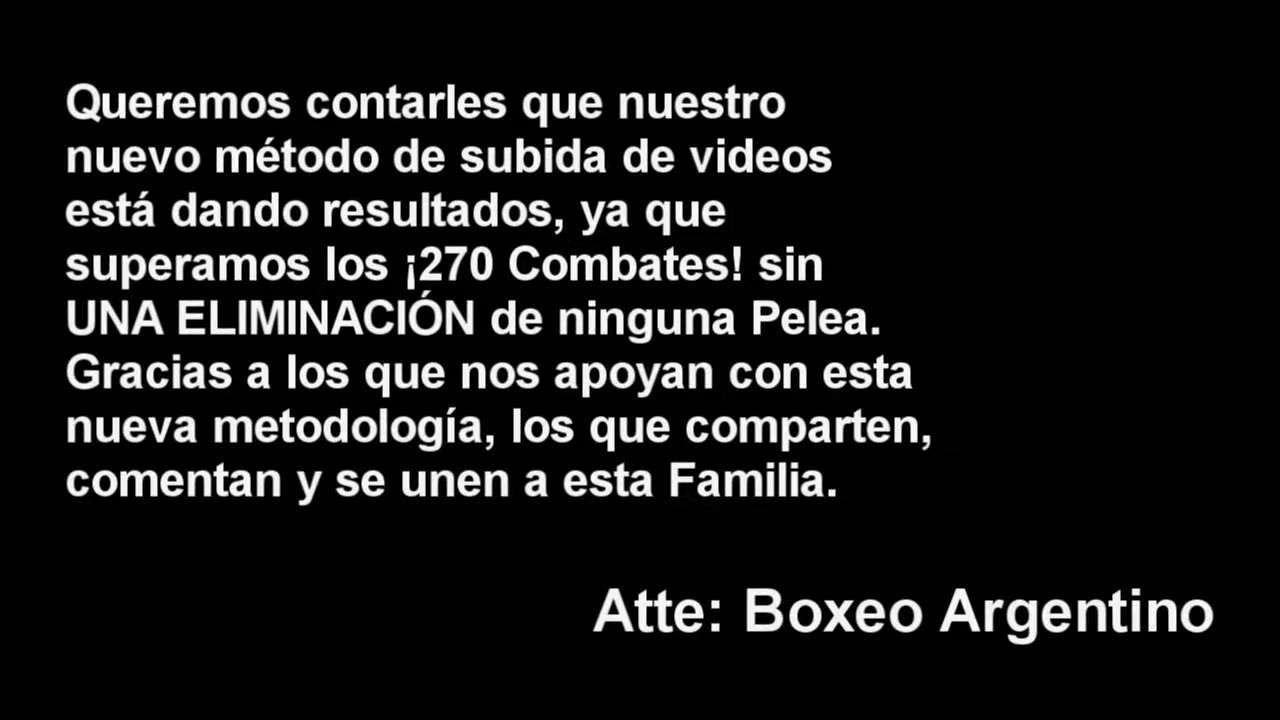 Queremos contarles que nuestro
nuevo método de subida de videos
está dando resultados, ya que
superamos los ¡270 Combates! sin
UNA ELIMINACIÓN de ninguna Pelea.
Gracias a los que nos apoyan con esta
nueva metodología, los que comparten,
comentan y se unen a esta Familia.
Atte: Boxeo Argentino